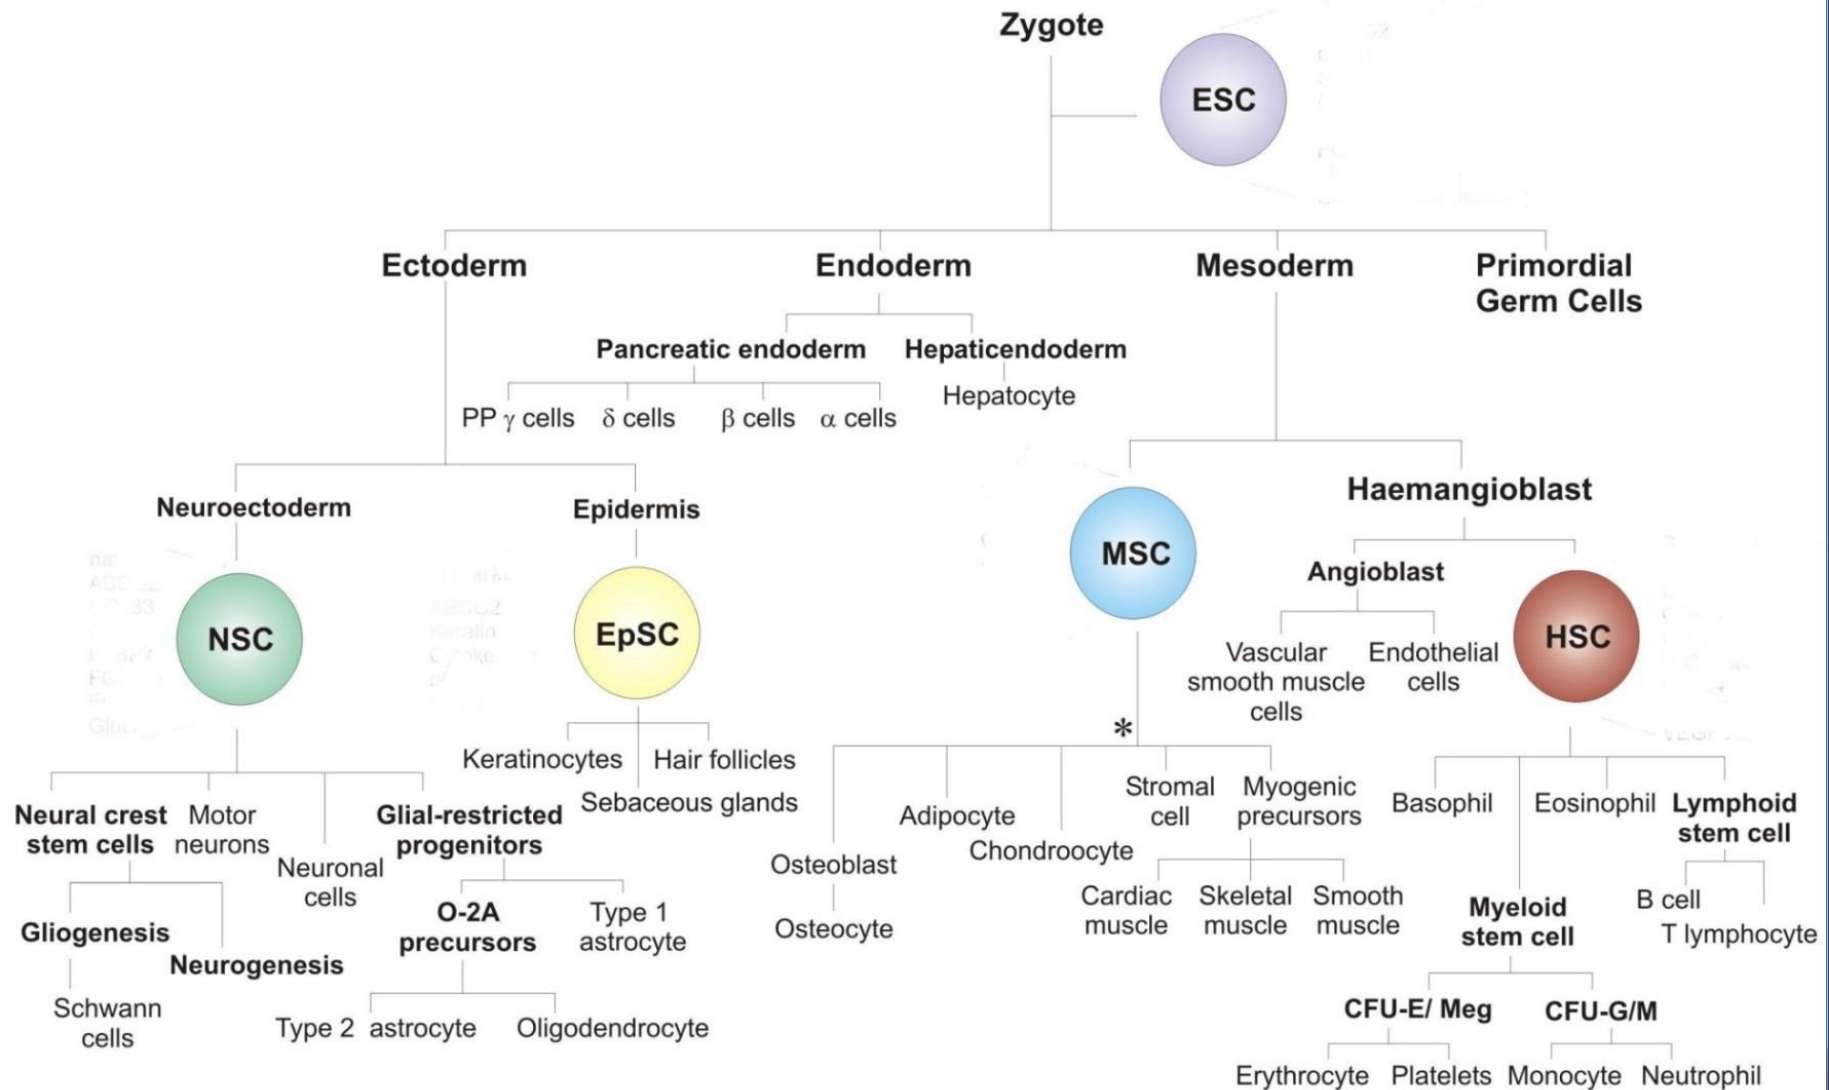 Zygote
ESC
Ectoderm
Endoderm
Mesoderm
Primordial
Germ Cells
Pancreatic endoderm
Hepaticendoderm
Hepatocyte
PP γ cells
δ cells
β cells
α cells
Neuroectoderm
Epidermis
Haemangioblast
NSC
EpSC
MSC
Angioblast
HSC
Vascular
smooth muscle
cells
Endothelial
cells
*
Keratinocytes
Hair follicles
Sebaceous glands
Neural crest
stem cells
Motor
neurons
Neuronal
cells
Glial-restricted
progenitors
Gliogenesis
Neurogenesis
Schwann
cells
O-2A
precursors
Type 1
astrocyte
Type 2 astrocyte
Oligodendrocyte
Osteoblast
Osteocyte
Adipocyte
Chondroocyte
Stromal
cell
Myogenic
precursors
Cardiac
muscle
Skeletal
muscle
Smooth
muscle
Basophil
Eosinophil
Lymphoid
stem cell
B cell
T lymphocyte
Myeloid
stem cell
CFU-E/ Meg
CFU-G/M
Erythrocyte
Platelets
Monocyte
Neutrophil